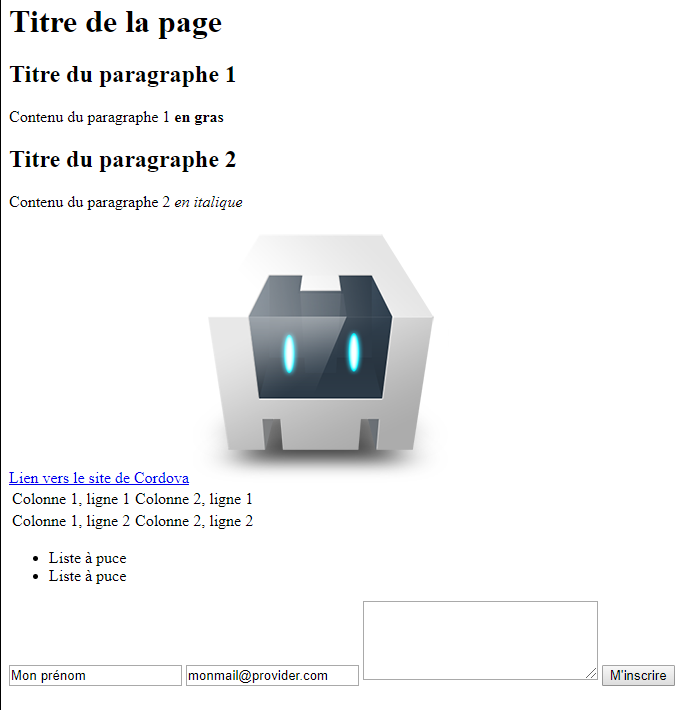 Titre de la page
Titre du paragraphe 1
Contenu du paragraphe 1 en gras
Titre du paragraphe 2
Contenu du paragraphe 2 en italique
Lien vers le site de Cordova
Colonne 1, ligne 1 Colonne 2, ligne 1
Colonne 1, ligne 2 Colonne 2, ligne 2
Liste à puce
Liste à puce
Mon prénom monmail@provider.com M'inscrire